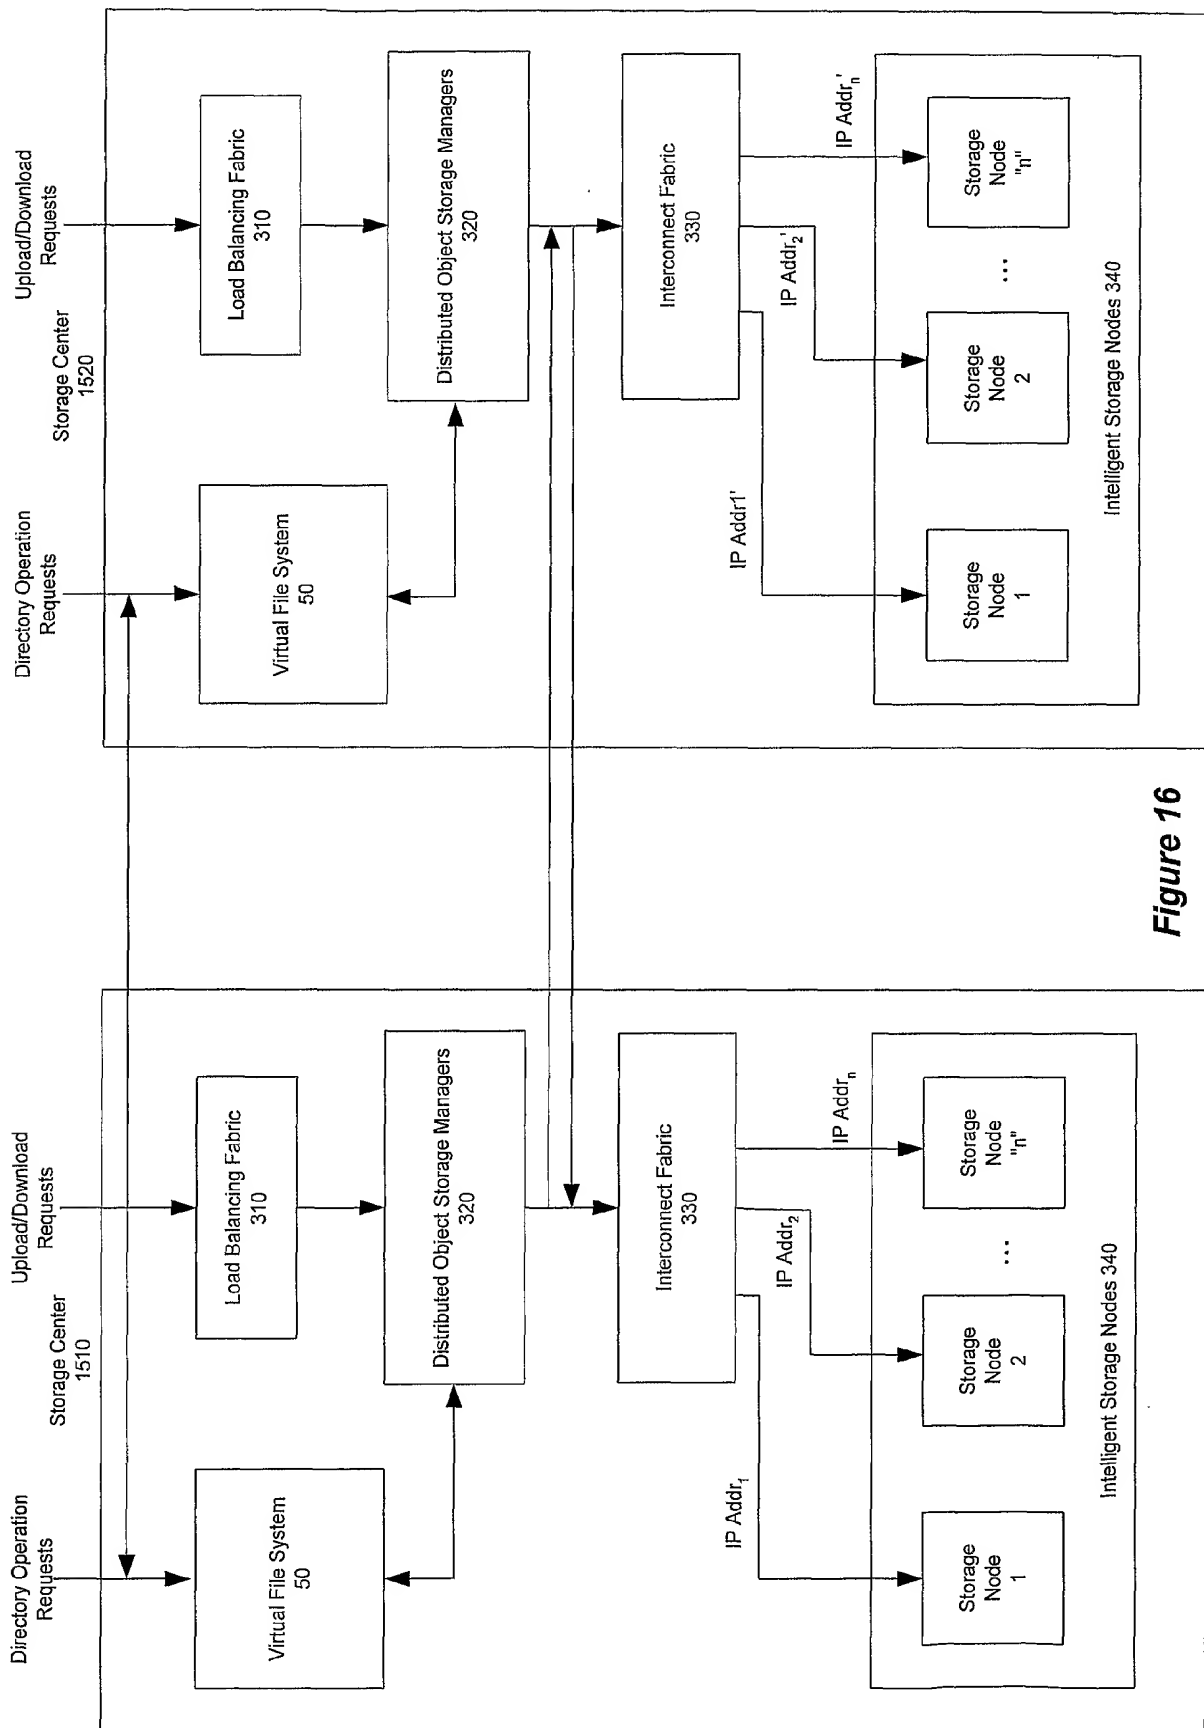 Directory Operation
Requests
Storage Center
1510
Upload/Download
Requests
Virtual File System
50
Load Balancing Fabric
310
Distributed Object Storage Managers
320
Interconnect Fabric
330
IP Addr1
IP Addr2
IP Addrn
Storage
Node
1
Storage
Node
2
...
Storage
Node
"n"
Intelligent Storage Nodes 340
Directory Operation
Requests
Storage Center
1520
Upload/Download
Requests
Virtual File System
50
Load Balancing Fabric
310
Distributed Object Storage Managers
320
Interconnect Fabric
330
IP Addr1'
IP Addr2'
IP Addrn'
Storage
Node
1
Storage
Node
2
...
Storage
Node
"n"
Intelligent Storage Nodes 340
Figure 16